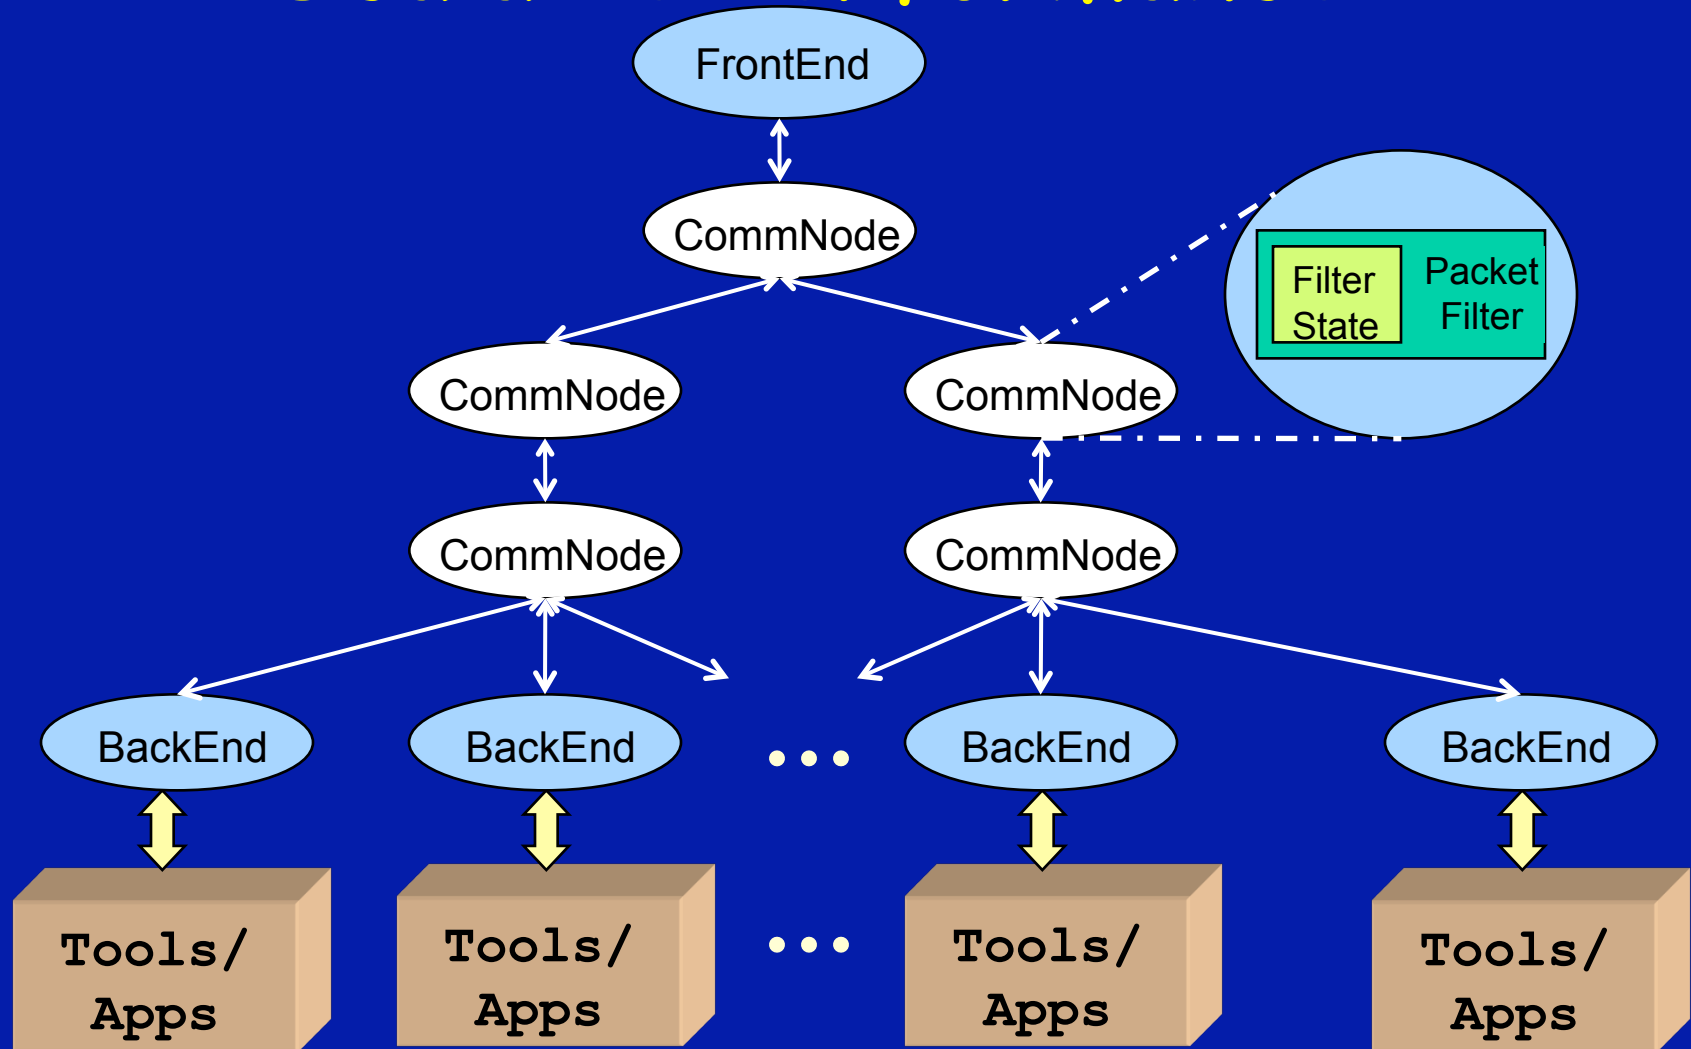 FrontEnd
CommNode
Filter
State
Packet
Filter
CommNode
CommNode
CommNode
CommNode
BackEnd
BackEnd
...
BackEnd
BackEnd
Tools/
Apps
Tools/
Apps
...
Tools/
Apps
Tools/
Apps